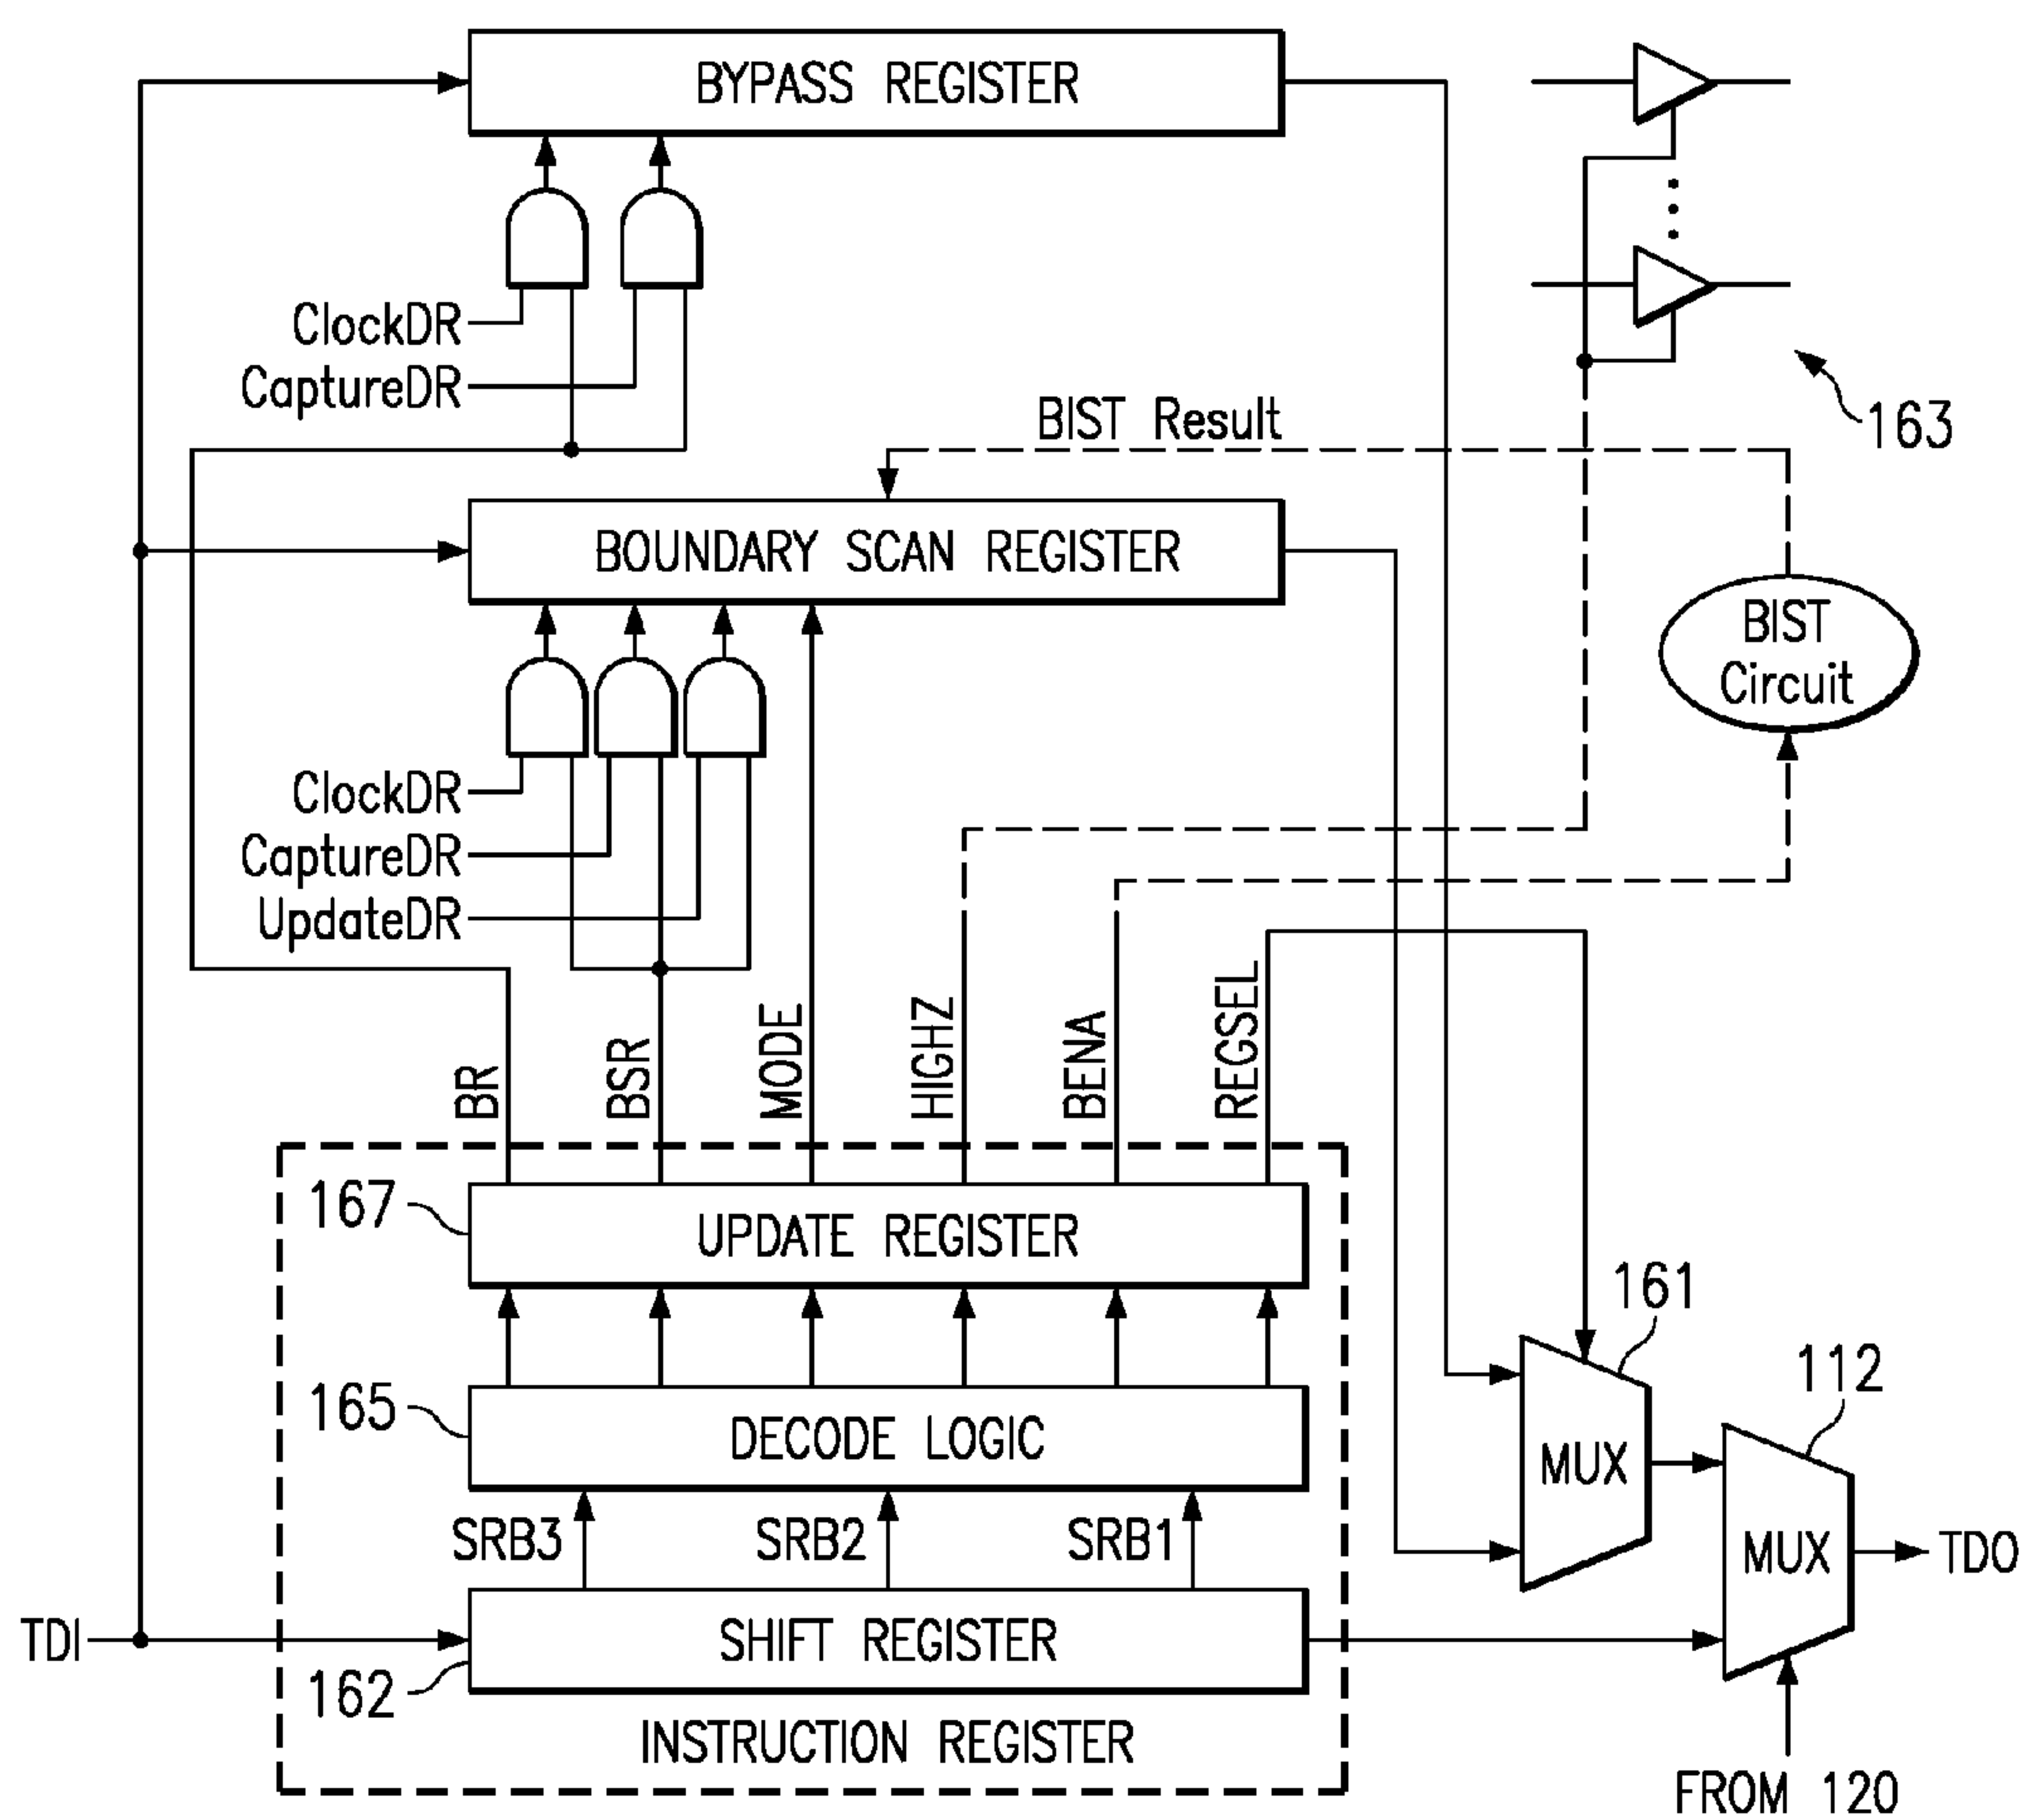 BYPASS REGISTER
ClockDR
CaptureDR
163
BIST Result
BOUNDARY SCAN REGISTER
BIST
Circuit
ClockDR
CaptureDR
UpdateDR
BR
BSR
MODE
HIGHZ
BENA
REGSEL
167
UPDATE REGISTER
161
112
165
DECODE LOGIC
MUX
SRB3
SRB2
SRB1
MUX
TDO
TDI
SHIFT REGISTER
162
INSTRUCTION REGISTER
FROM 120